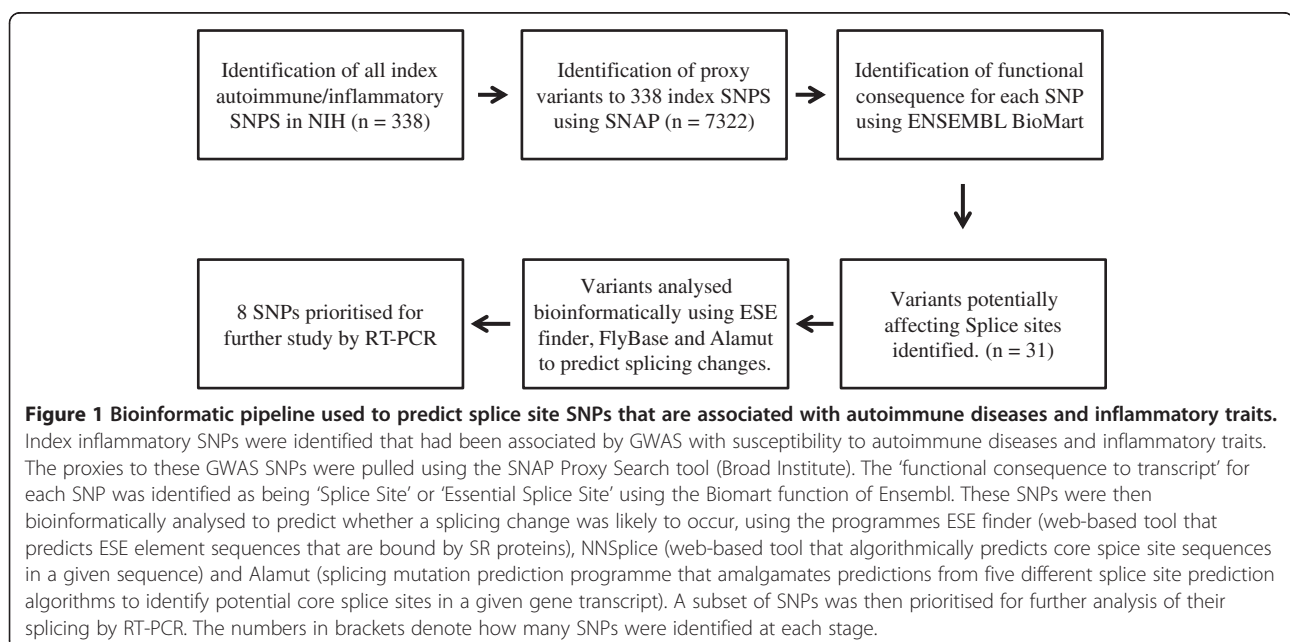 Identification of all index
autoimmune/inflammatory
SNPS in NIH (n = 338)
Identification of proxy
variants to 338 index SNPS
using SNAP (n = 7322)
Identification of functional
consequence for each SNP
using ENSEMBL BioMart
8 SNPs prioritised for
further study by RT-PCR
Variants analysed
bioinformatically using ESE
finder, FlyBase and Alamut
to predict splicing changes.
Variants potentially
affecting Splice sites
identified. (n = 31)
Figure 1 Bioinformatic pipeline used to predict splice site SNPs that are associated with autoimmune diseases and inflammatory traits.
Index inflammatory SNPs were identified that had been associated by GWAS with susceptibility to autoimmune diseases and inflammatory traits.
The proxies to these GWAS SNPs were pulled using the SNAP Proxy Search tool (Broad Institute). The ‘functional consequence to transcript’ for
each SNP was identified as being ‘Splice Site’ or ‘Essential Splice Site’ using the Biomart function of Ensembl. These SNPs were then
bioinformatically analysed to predict whether a splicing change was likely to occur, using the programmes ESE finder (web-based tool that
predicts ESE element sequences that are bound by SR proteins), NNSplice (web-based tool that algorithmically predicts core spice site sequences
in a given sequence) and Alamut (splicing mutation prediction programme that amalgamates predictions from five different splice site prediction
algorithms to identify potential core splice sites in a given gene transcript). A subset of SNPs was then prioritised for further analysis of their
splicing by RT-PCR. The numbers in brackets denote how many SNPs were identified at each stage.